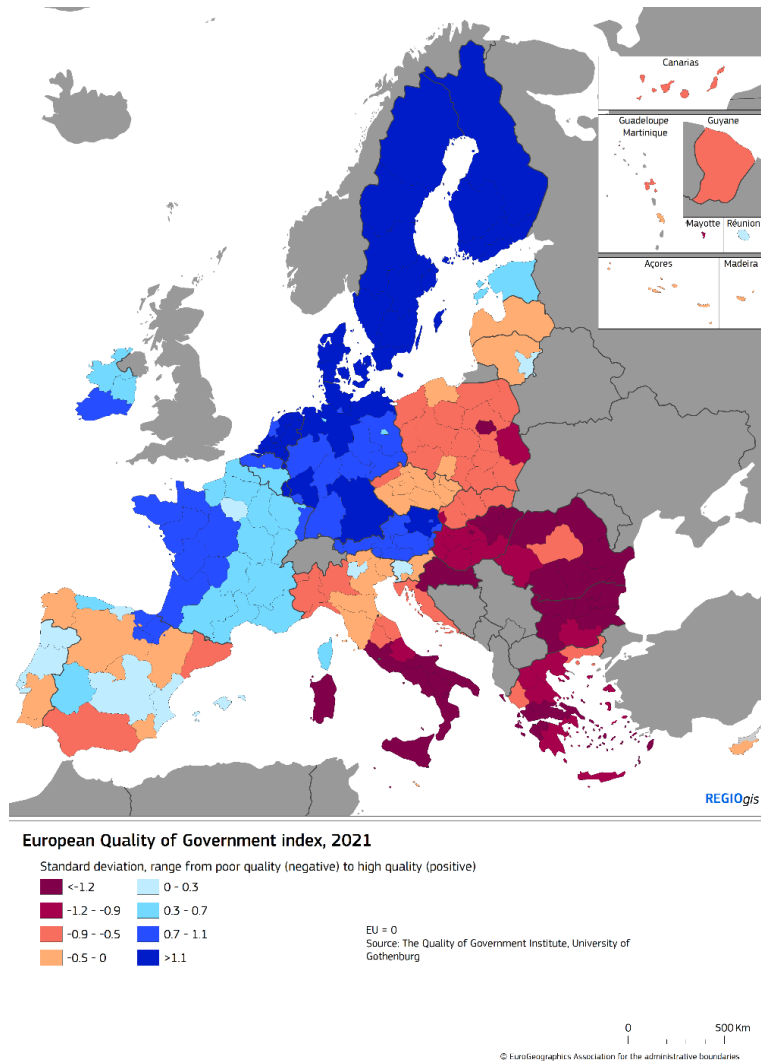 Canarias
Guadeloupe
Martinique
Guyane
Mayotte
Réunion
Açores
Madeira
REGIOgis
European Quality of Government index, 2021
Standard deviation, range from poor quality (negative) to high quality (positive)
<-1.2
-1.2 - -0.9
-0.9 - -0.5
-0.5 - 0
0 - 0.3
0.3 - 0.7
0.7 - 1.1
>1.1
EU = 0
Source: The Quality of Government Institute, University of
Gothenburg
0 500 Km
© EuroGeographics Association for the administrative boundaries